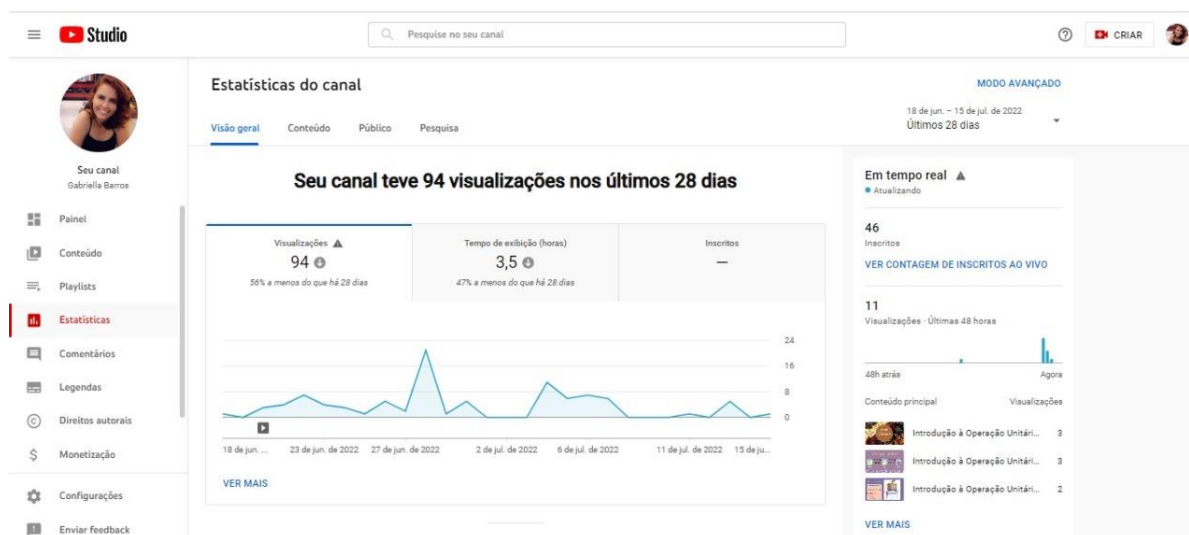 Studio
Pesquise no seu canal
CRIAR
Seu canal
Gabriella Barros
Painel
Conteúdo
Playlists
Estatísticas
Comentários
Legendas
Direitos autorais
Monetização
Configurações
Enviar feedback
Estatísticas do canal
MODO AVANÇADO
18 de jun. – 15 de jul. de 2022
Últimos 28 dias
Visão geral Conteúdo Público Pesquisa
Seu canal teve 94 visualizações nos últimos 28 dias
Visualizações
94
56% a menos do que há 28 dias
Tempo de exibição (horas)
3,5
47% a menos do que há 28 dias
Inscritos
—
24
16
8
0
18 de jun. ... 23 de jun. de 2022 27 de jun. de 2022 2 de jul. de 2022 6 de jul. de 2022 11 de jul. de 2022 15 de ju...
VER MAIS
Em tempo real
Atualizando
46
Inscritos
VER CONTAGEM DE INSCRITOS AO VIVO
11
Visualizações · Últimas 48 horas
48h atrás Agora
Conteúdo principal Visualizações
Introdução à Operação Unitári... 3
Introdução à Operação Unitári... 3
Introdução à Operação Unitári... 2
VER MAIS